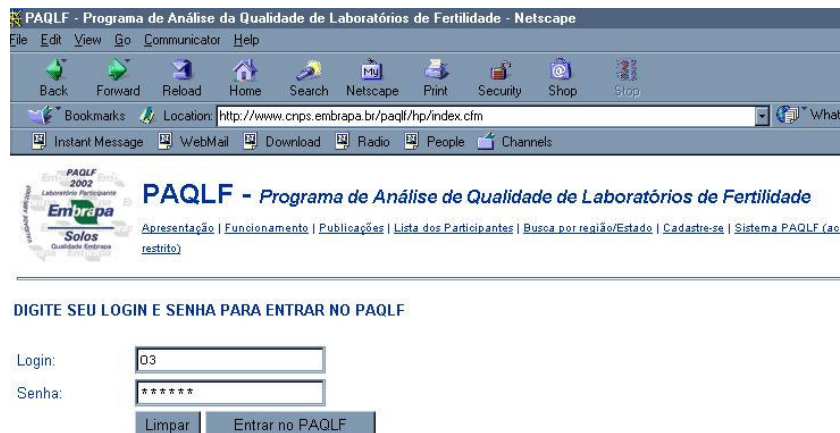 PAQLF - Programa de Análise da Qualidade de Laboratórios de Fertilidade - Netscape
File Edit View Go Communicator Help
My
Back Forward Reload Home Search Netscape Print Security Shop Stop
Bookmarks Location: http://www.cnps.embrapa.br/paqlf/hp/index.cfm What
Instant Message WebMail Download Radio People Channels
PAQLF
2002
Laboratório Participante
Embrapa
Solos
Qualidade Embrapa
PAQLF - Programa de Análise de Qualidade de Laboratórios de Fertilidade
Apresentação | Funcionamento | Publicações | Lista dos Participantes | Busca por região/Estado | Cadastre-se | Sistema PAQLF (ac
restrito)
DIGITE SEU LOGIN E SENHA PARA ENTRAR NO PAQLF
Login: 03
Senha: ******
Limpar Entrar no PAQLF